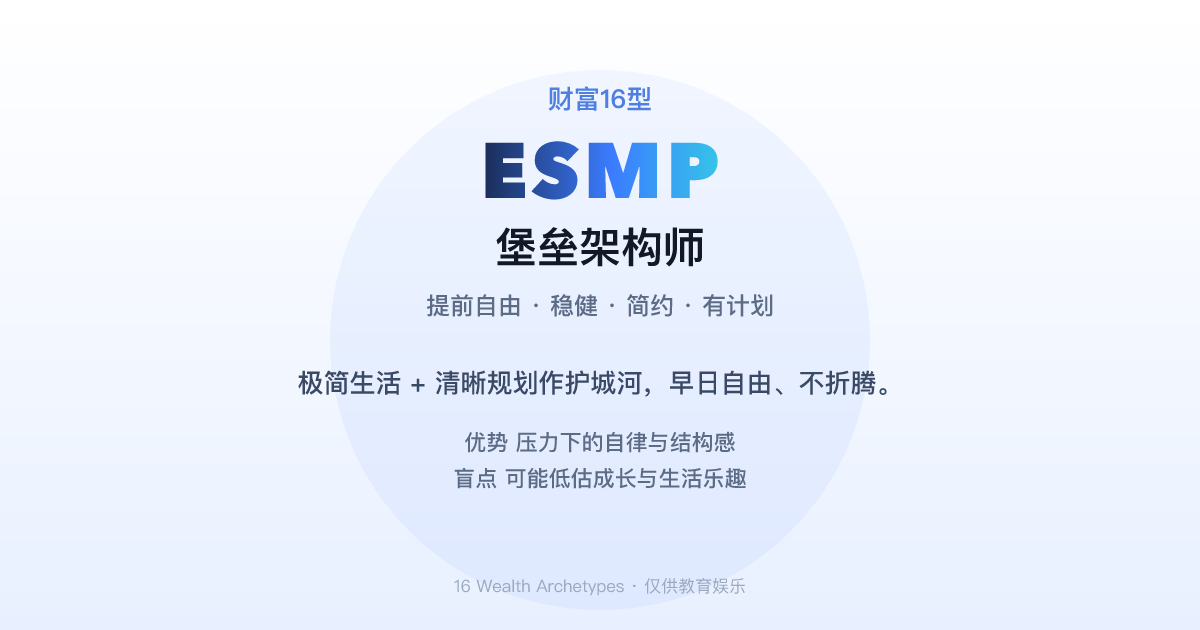 财富16型
ESMP
堡垒架构师
提前自由 · 稳健 · 简约 · 有计划
极简生活 + 清晰规划作护城河，早日自由、不折腾。
优势 压力下的自律与结构感
盲点 可能低估成长与生活乐趣
16 Wealth Archetypes · 仅供教育娱乐